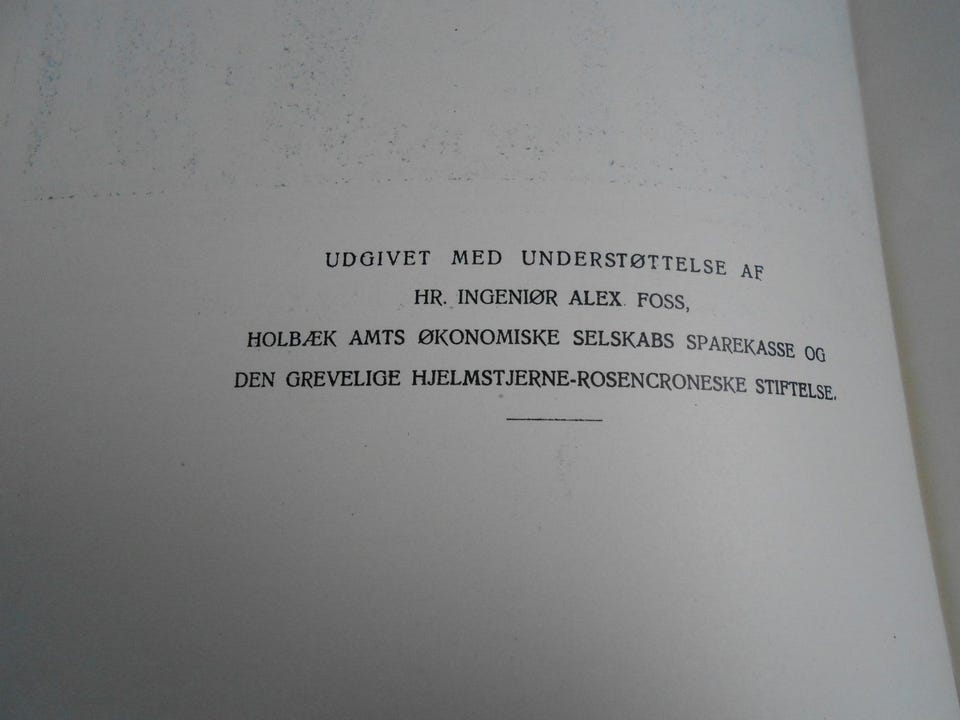 UDGIVET MED UNDERSTØTTELSE AF
HR. INGENIØR ALEX. FOSS,
HOLBÆK AMTS ØKONOMISKE SELSKABS SPAREKASSE OG
DEN GREVELIGE HJELMSTJERNE-ROSENCRONESKE STIFTELSE.